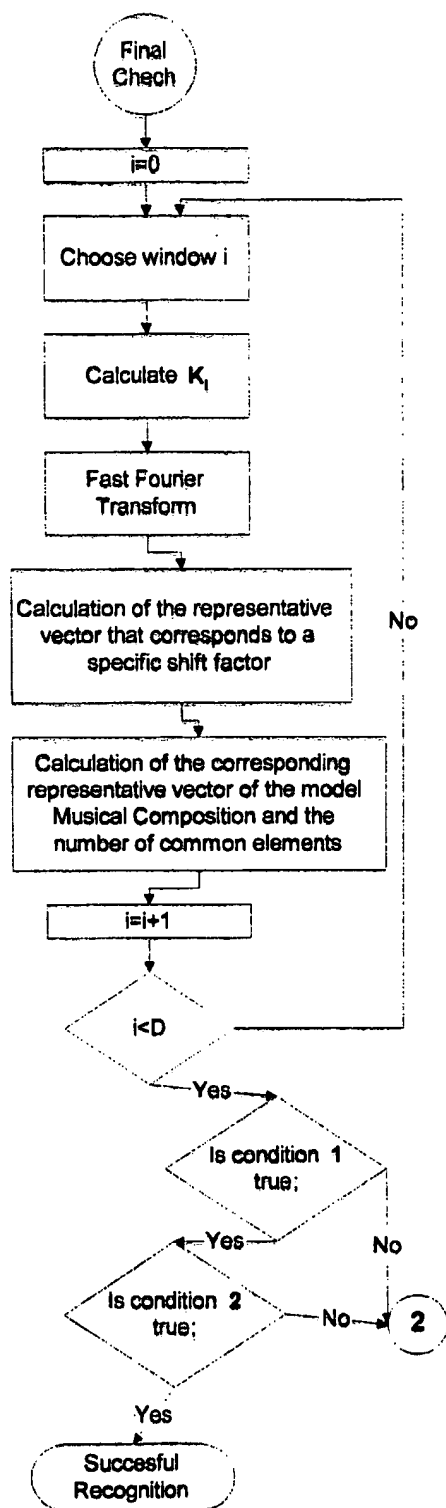 Final
Chech
i=0
Choose window i
Calculate Ki
Fast Fourier
Transform
Calculation of the representative
vector that corresponds to a
specific shift factor
No
Calculation of the corresponding
representative vector of the model
Musical Composition and the
number of common elements
i=i+1
i<D
Yes
Is condition 1
true;
Yes
No
Is condition 2
true;
No
2
Yes
Succesful
Recognition